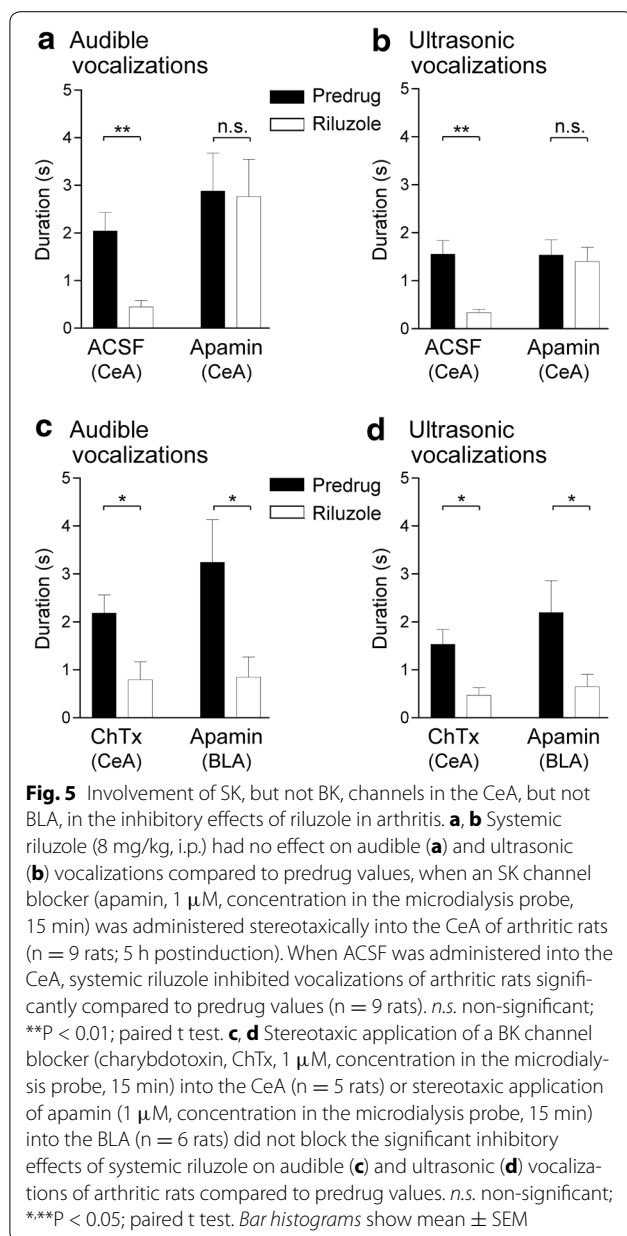 a Audible vocalizations
b Ultrasonic vocalizations
Predrug
Riluzole
5
4
3
2
1
0
Duration (s)
**
n.s.
ACSF (CeA)
Apamin (CeA)
5
4
3
2
1
0
Duration (s)
**
n.s.
ACSF (CeA)
Apamin (CeA)
c Audible vocalizations
d Ultrasonic vocalizations
Predrug
Riluzole
5
4
3
2
1
0
Duration (s)
*
*
ChTx (CeA)
Apamin (BLA)
5
4
3
2
1
0
Duration (s)
*
*
ChTx (CeA)
Apamin (BLA)
Fig. 5 Involvement of SK, but not BK, channels in the CeA, but not
BLA, in the inhibitory effects of riluzole in arthritis. a, b Systemic
riluzole (8 mg/kg, i.p.) had no effect on audible (a) and ultrasonic
(b) vocalizations compared to predrug values, when an SK channel
blocker (apamin, 1 μM, concentration in the microdialysis probe,
15 min) was administered stereotaxically into the CeA of arthritic rats
(n = 9 rats; 5 h postinduction). When ACSF was administered into the
CeA, systemic riluzole inhibited vocalizations of arthritic rats signifi-
cantly compared to predrug values (n = 9 rats). n.s. non-significant;
**P < 0.01; paired t test. c, d Stereotaxic application of a BK channel
blocker (charybdotoxin, ChTx, 1 μM, concentration in the microdialy-
sis probe, 15 min) into the CeA (n = 5 rats) or stereotaxic application
of apamin (1 μM, concentration in the microdialysis probe, 15 min)
into the BLA (n = 6 rats) did not block the significant inhibitory
effects of systemic riluzole on audible (c) and ultrasonic (d) vocaliza-
tions of arthritic rats compared to predrug values. n.s. non-significant;
*,**P < 0.05; paired t test. Bar histograms show mean ± SEM